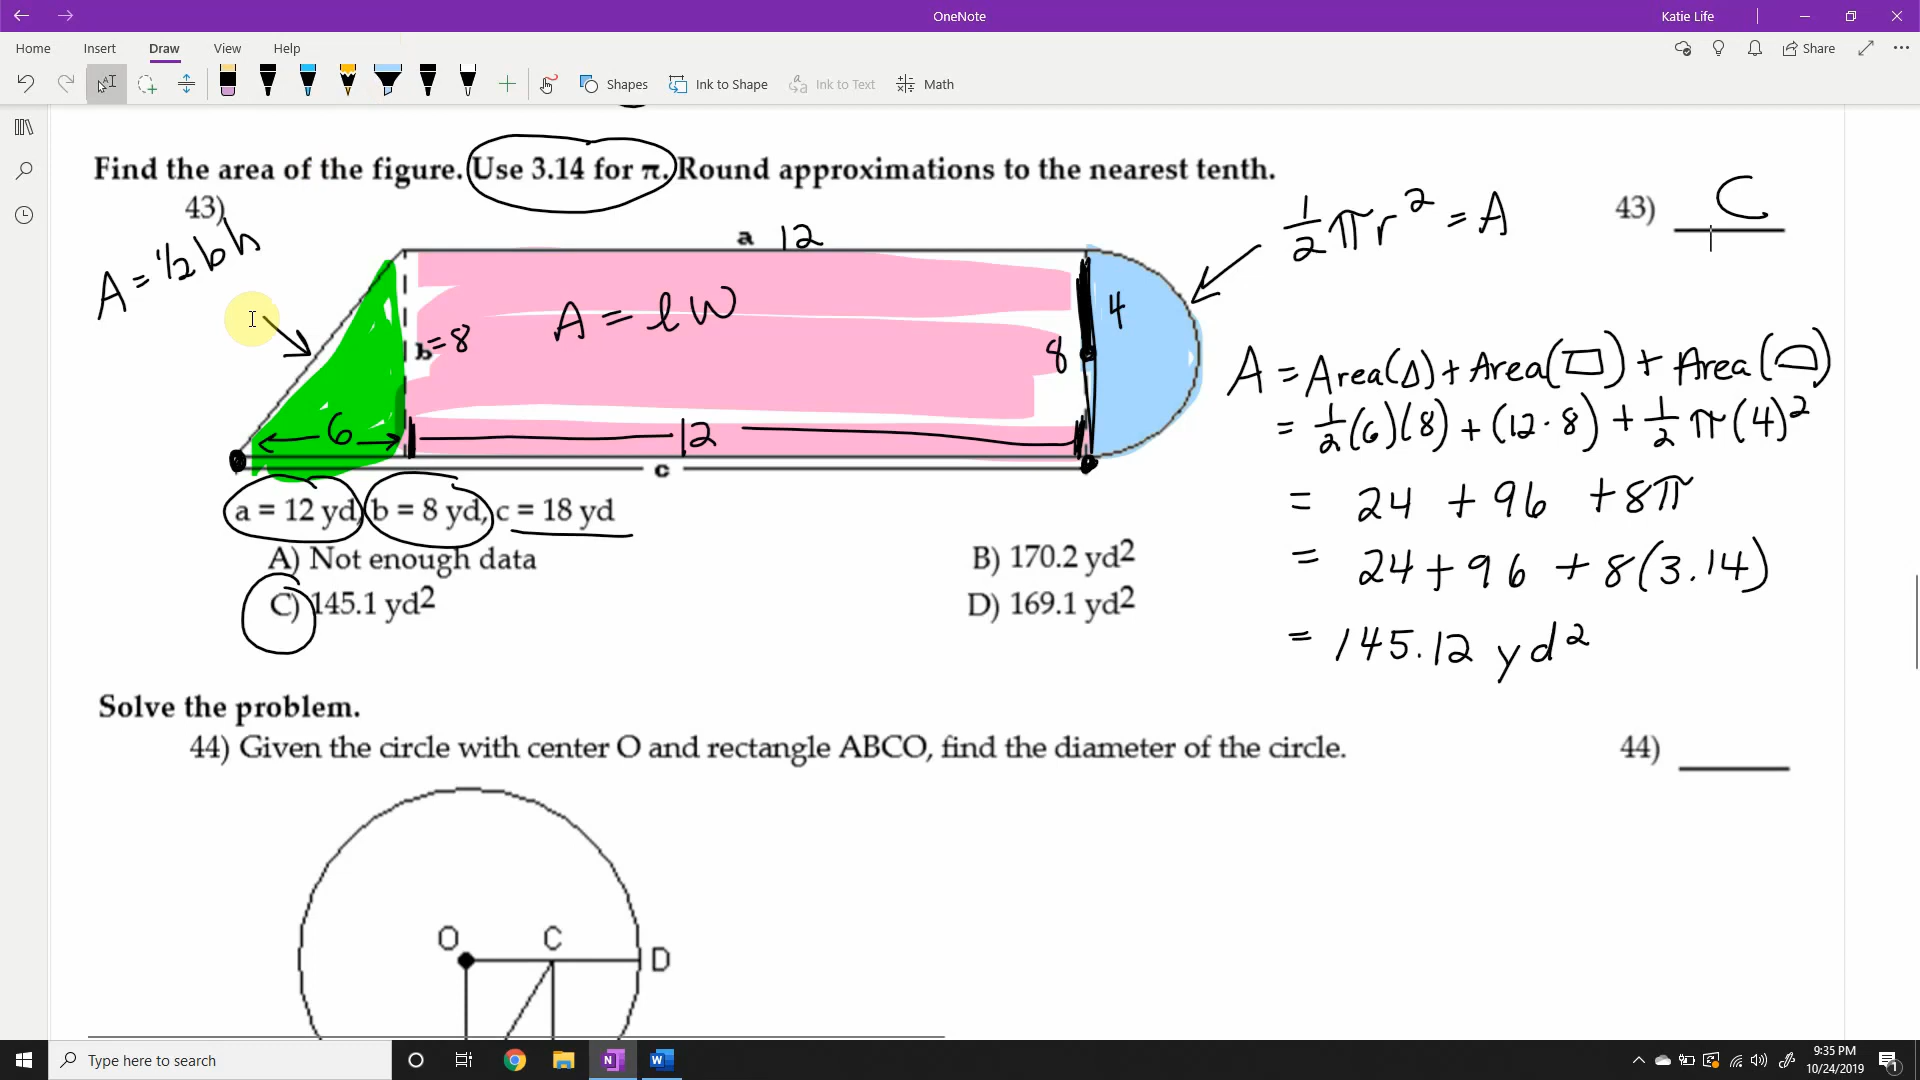 OneNote
Katie Life
Home Insert Draw View Help
Share
Shapes Ink to Shape Ink to Text Math
Find the area of the figure. Use 3.14 for π. Round approximations to the nearest tenth.
43)
A = 1/2 bh
a 12
b = 8
A = lw
4
8
6
12
c
1/2 πr² = A
43) C
a = 12 yd, b = 8 yd, c = 18 yd
A) Not enough data B) 170.2 yd2
C) 145.1 yd2 D) 169.1 yd2
A = Area(△) + Area(▭) + Area(⌓)
= 1/2 (6)(8) + (12·8) + 1/2 π(4)²
= 24 + 96 + 8π
= 24 + 96 + 8(3.14)
= 145.12 yd²
Solve the problem.
44) Given the circle with center O and rectangle ABCO, find the diameter of the circle. 44)
O C D
Type here to search
9:35 PM
10/24/2019
1